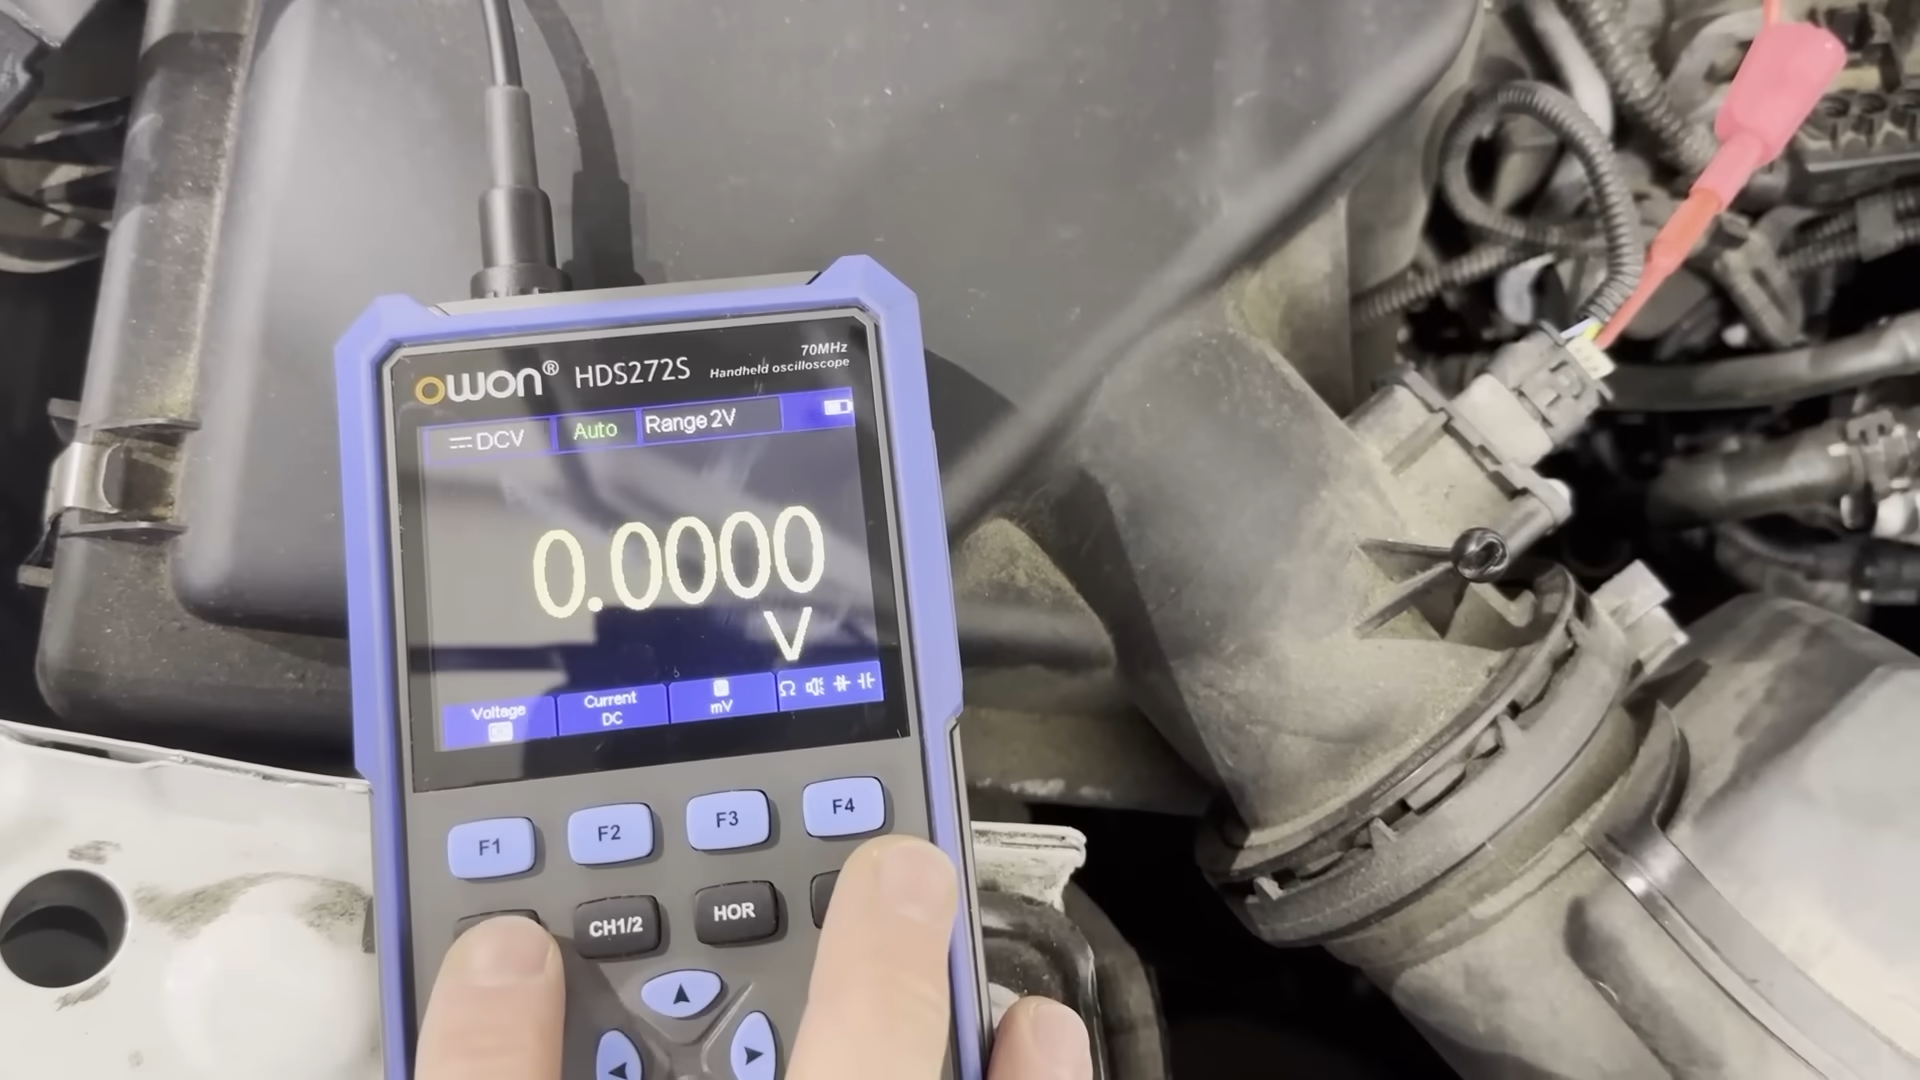 OWON® HDS272S
70MHz
Handheld oscilloscope
DCV Auto Range 2V
0.0000
V
Voltage Current mV Ω
DC
F1 F2 F3 F4
CH1/2 HOR